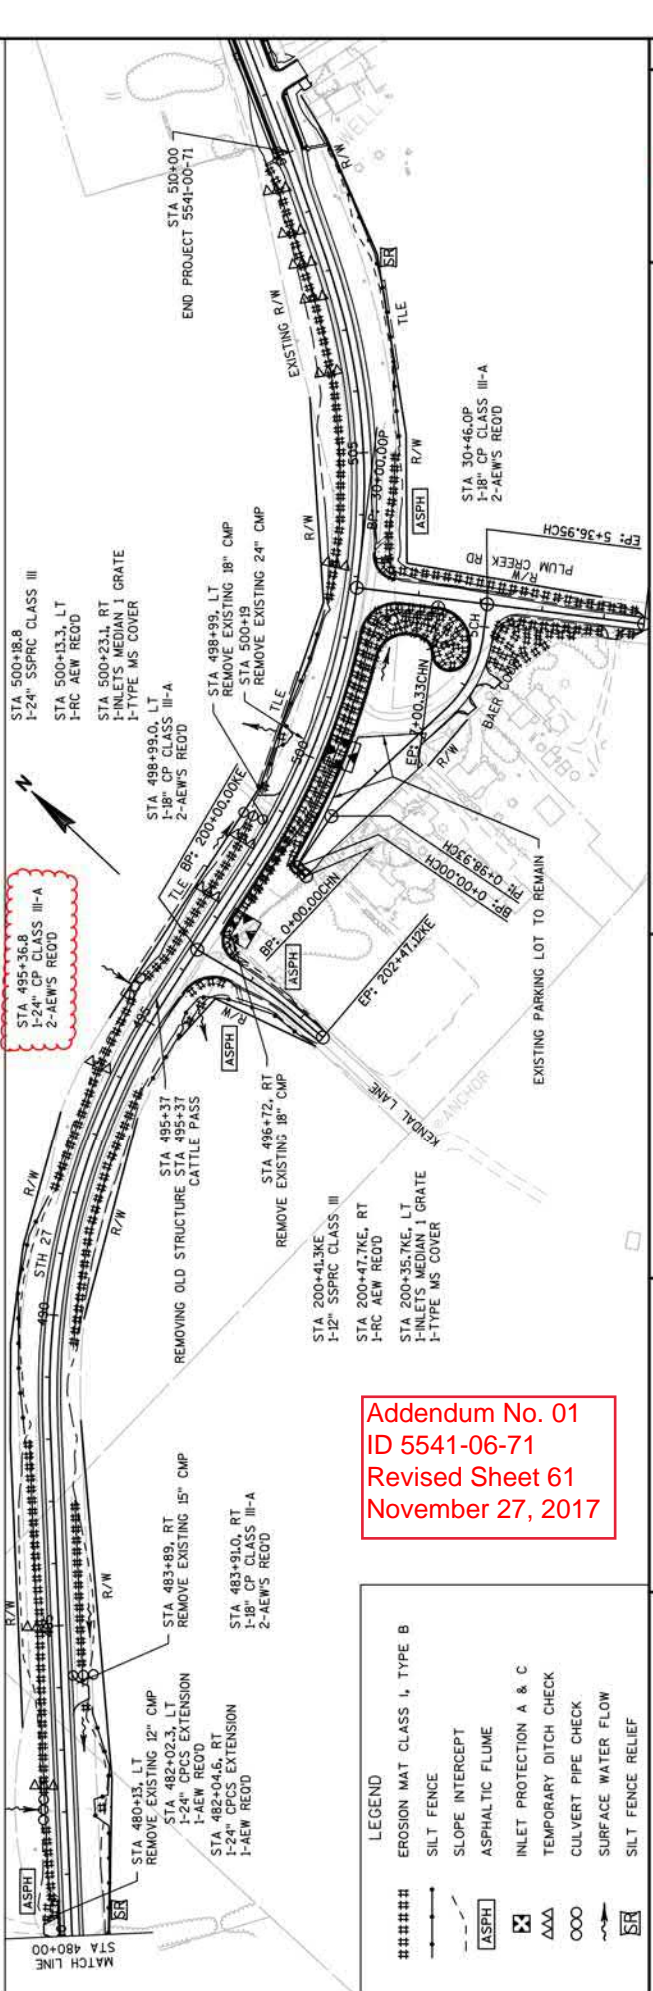 STA 510+00
END PROJECT 5541-00-71
WELL
R/W
SR
EXISTING R/W
TLE
R/W
STA 30+46.0P
1-18" CP CLASS III-A
2-AEW'S REQ'D
505
BP: 30+00.00P
ASPH
R/W
EP: 5+36.95CH
PLUM CREEK RD
R/W
5CH
STA 500+18.8
1-24" SSPRC CLASS III
STA 500+13.3, LT
1-RC AEW REQ'D
STA 500+23.1, RT
1-INLETS MEDIAN 1 GRATE
1-TYPE MS COVER
STA 498+99.0, LT
1-18" CP CLASS III-A
2-AEW'S REQ'D
STA 498+99, LT
REMOVE EXISTING 18" CMP
STA 500+19
REMOVE EXISTING 24" CMP
TLE
500
EP: 2+00.33CHN
BAER COURT
R/W
N
TLE
BP: 200+00.00KE
BP: 0+00.00CHN
PI: 0+98.93CH
BP: 0+00.00CH
EXISTING PARKING LOT TO REMAIN
STA 495+36.8
1-24" CP CLASS III-A
2-AEW'S REQ'D
495
ASPH
EP: 202+47.12KE
R/W
ASPH
KENDAL LANE
ANCHOR
STA 496+72, RT
REMOVE EXISTING 18" CMP
STA 495+37
REMOVING OLD STRUCTURE STA 495+37
CATTLE PASS
R/W
STH 27
R/W
490
STA 200+41.3KE
1-12" SSPRC CLASS III
STA 200+47.7KE, RT
1-RC AEW REQ'D
STA 200+35.7KE, LT
1-INLETS MEDIAN 1 GRATE
1-TYPE MS COVER
Addendum No. 01
ID 5541-06-71
Revised Sheet 61
November 27, 2017
STA 483+89, RT
REMOVE EXISTING 15" CMP
STA 483+91.0, RT
1-18" CP CLASS III-A
2-AEW'S REQ'D
R/W
R/W
485
STA 480+13, LT
REMOVE EXISTING 12" CMP
STA 482+02.3, LT
1-24" CPCS EXTENSION
1-AEW REQ'D
STA 482+04.6, RT
1-24" CPCS EXTENSION
1-AEW REQ'D
ASPH
SR
MATCH LINE
STA 480+00
LEGEND
EROSION MAT CLASS 1, TYPE B
SILT FENCE
SLOPE INTERCEPT
ASPH ASPHALTIC FLUME
INLET PROTECTION A & C
TEMPORARY DITCH CHECK
CULVERT PIPE CHECK
SURFACE WATER FLOW
SR SILT FENCE RELIEF